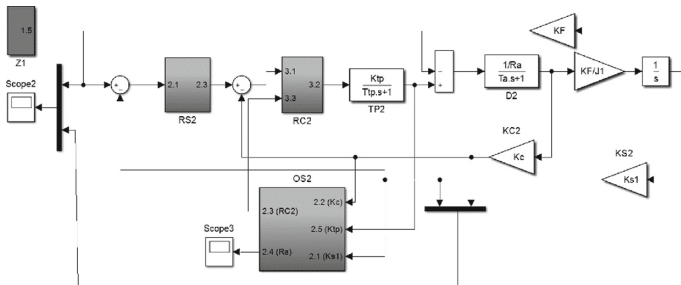 1.5
Z1
Scope2
+
−
2.1
2.3
RS2
+
−
3.1
3.2
3.3
RC2
Ktp
Ttp.s+1
TP2
−
+
1/Ra
Ta.s+1
D2
KF
KF/J1
1
s
KC2
Kc
KS2
Ks1
OS2
2.2 (Kc)
2.3 (RC2)
2.5 (Ktp)
2.4 (Ra)
2.1 (Ks1)
Scope3